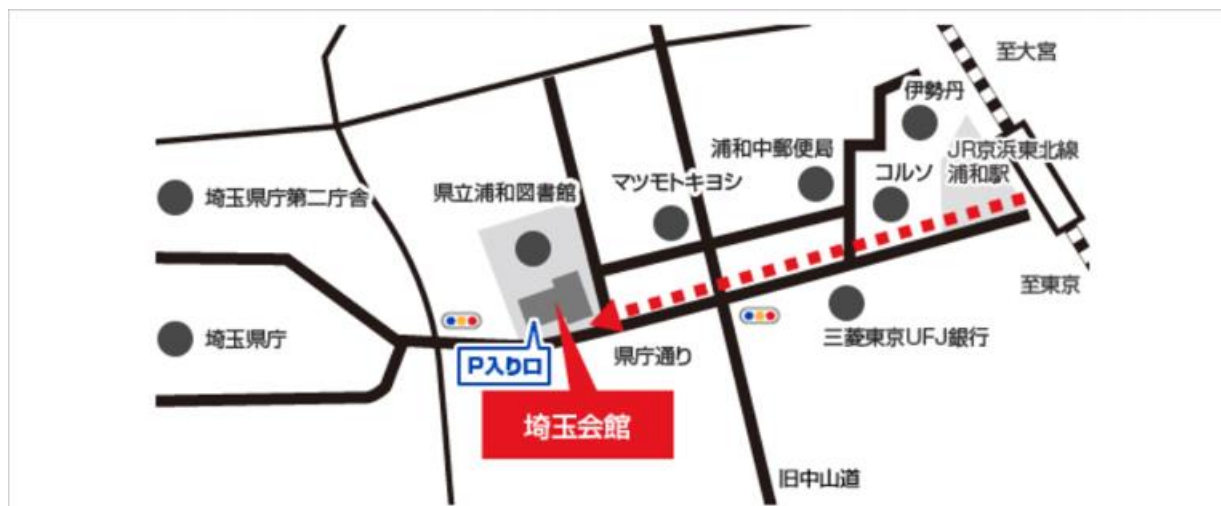 至大宮
伊勢丹
浦和中郵便局
JR京浜東北線
浦和駅
コルソ
マツモトキヨシ
県立浦和図書館
埼玉県庁第二庁舎
至東京
埼玉県庁
三菱東京UFJ銀行
県庁通り
P入り口
埼玉会館
旧中山道